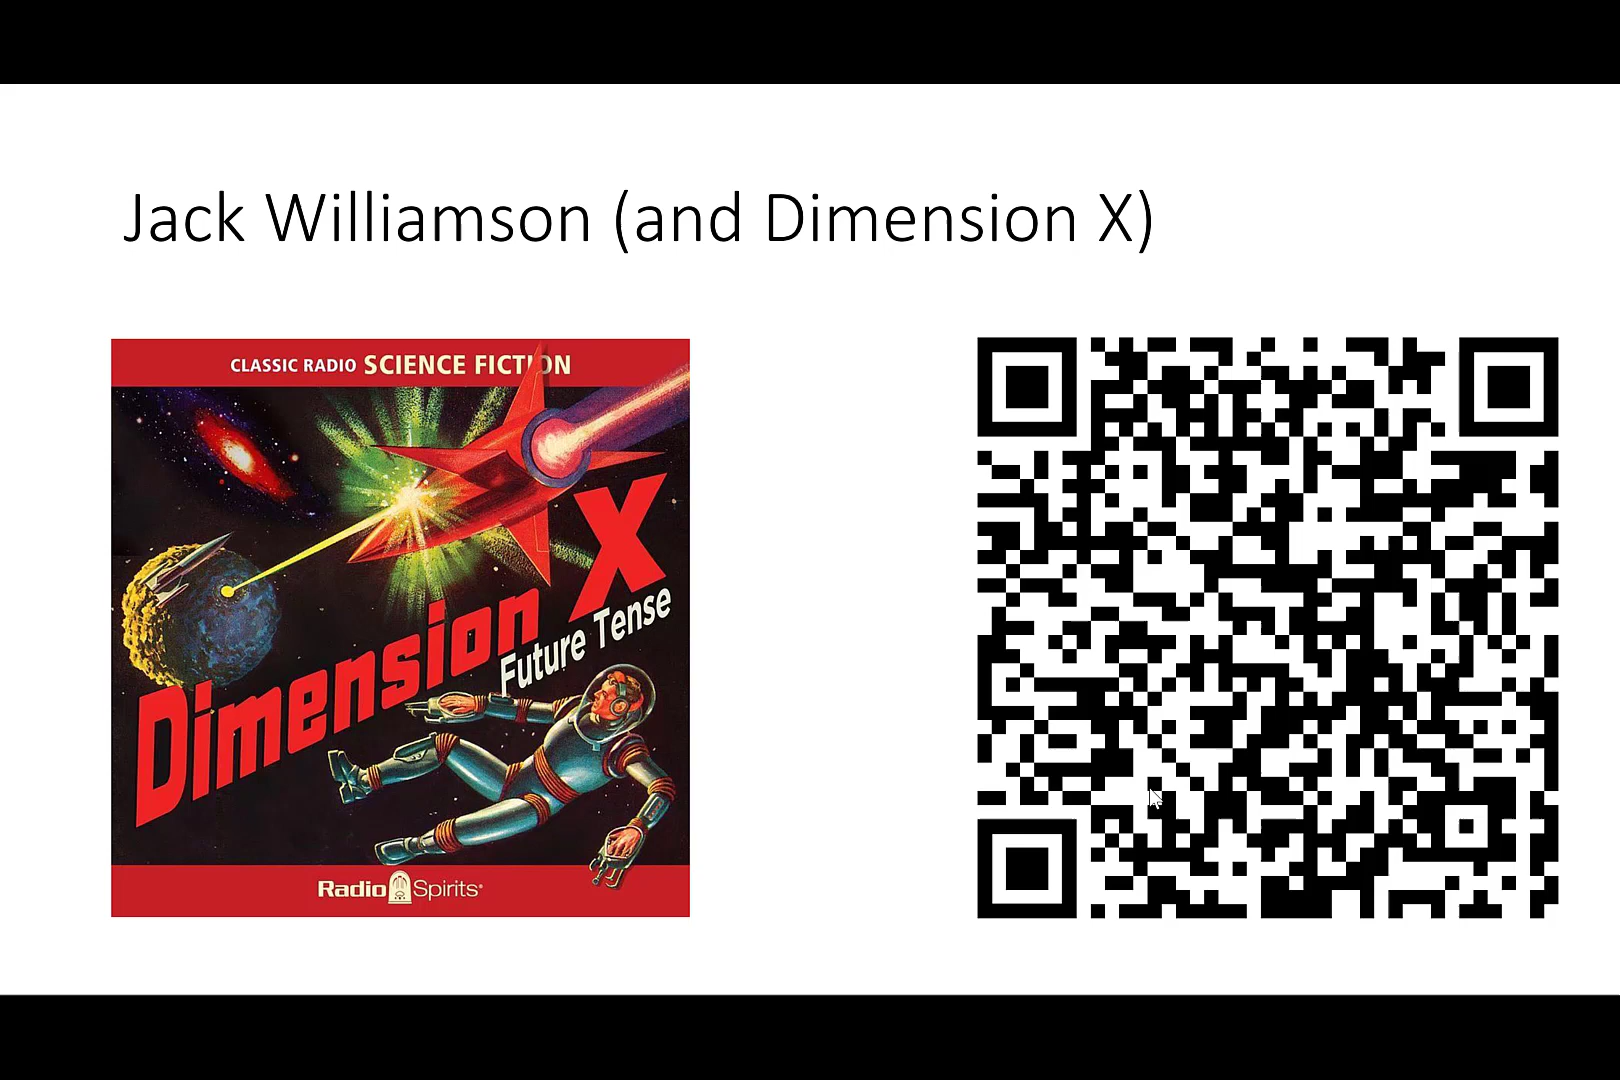 Jack Williamson (and Dimension X)
CLASSIC RADIO SCIENCE FICTION
Dimension X
Future Tense
Radio Spirits